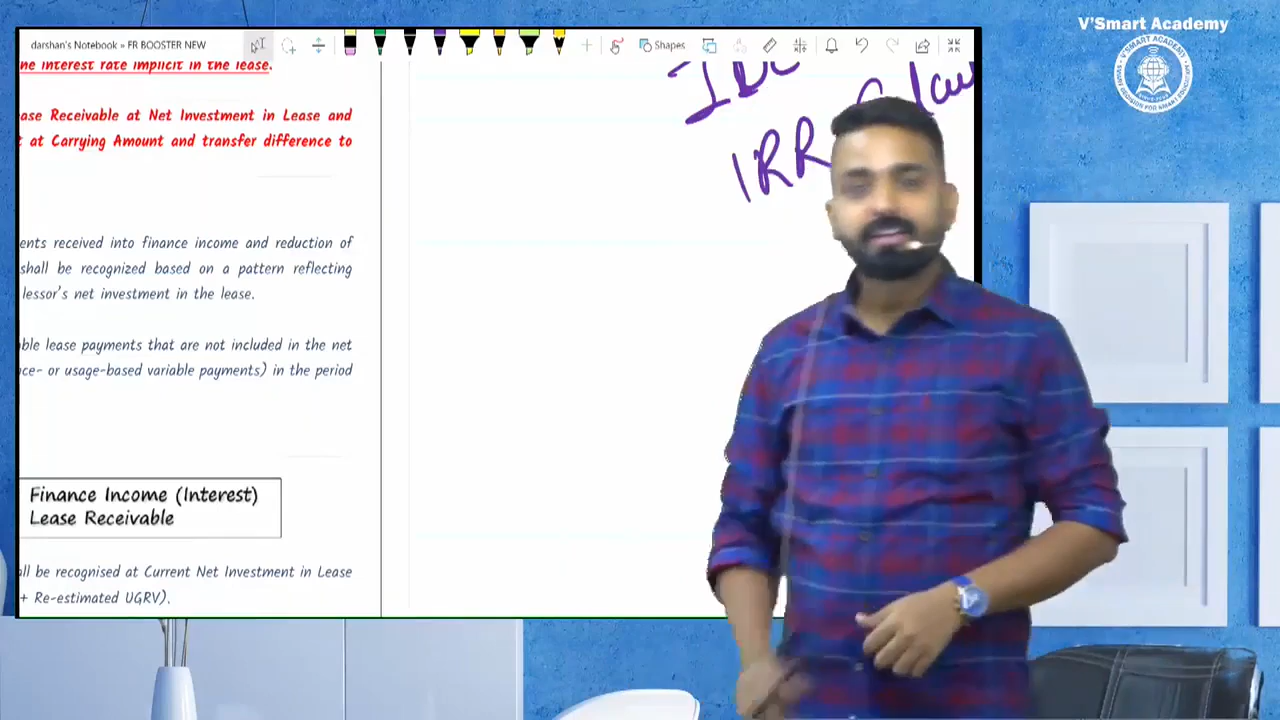 V'Smart Academy
darshan's Notebook » FR BOOSTER NEW
Shapes
interest rate implicit in the lease.
ase Receivable at Net Investment in Lease and
t at Carrying Amount and transfer difference to
IRR
ents received into finance income and reduction of
shall be recognized based on a pattern reflecting
lessor's net investment in the lease.
ble lease payments that are not included in the net
ce- or usage-based variable payments) in the period
Finance Income (Interest)
Lease Receivable
ll be recognised at Current Net Investment in Lease
+ Re-estimated UGRV).